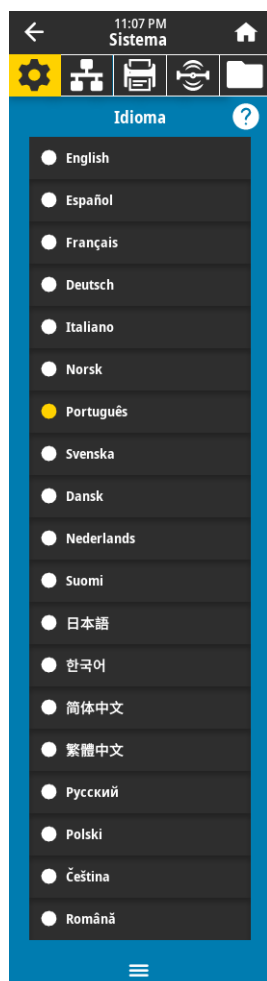 11:07 PM
Sistema
Idioma
?
English
Español
Français
Deutsch
Italiano
Norsk
Português
Svenska
Dansk
Nederlands
Suomi
日本語
한국어
简体中文
繁體中文
Русский
Polski
Čeština
Română